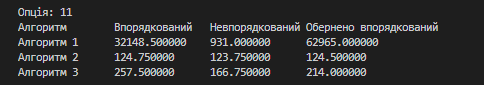 Опція: 11
Алгоритм Впорядкований Невпорядкований Обернено впорядкований
Алгоритм 1 32148.500000 931.000000 62965.000000
Алгоритм 2 124.750000 123.750000 124.500000
Алгоритм 3 257.500000 166.750000 214.000000